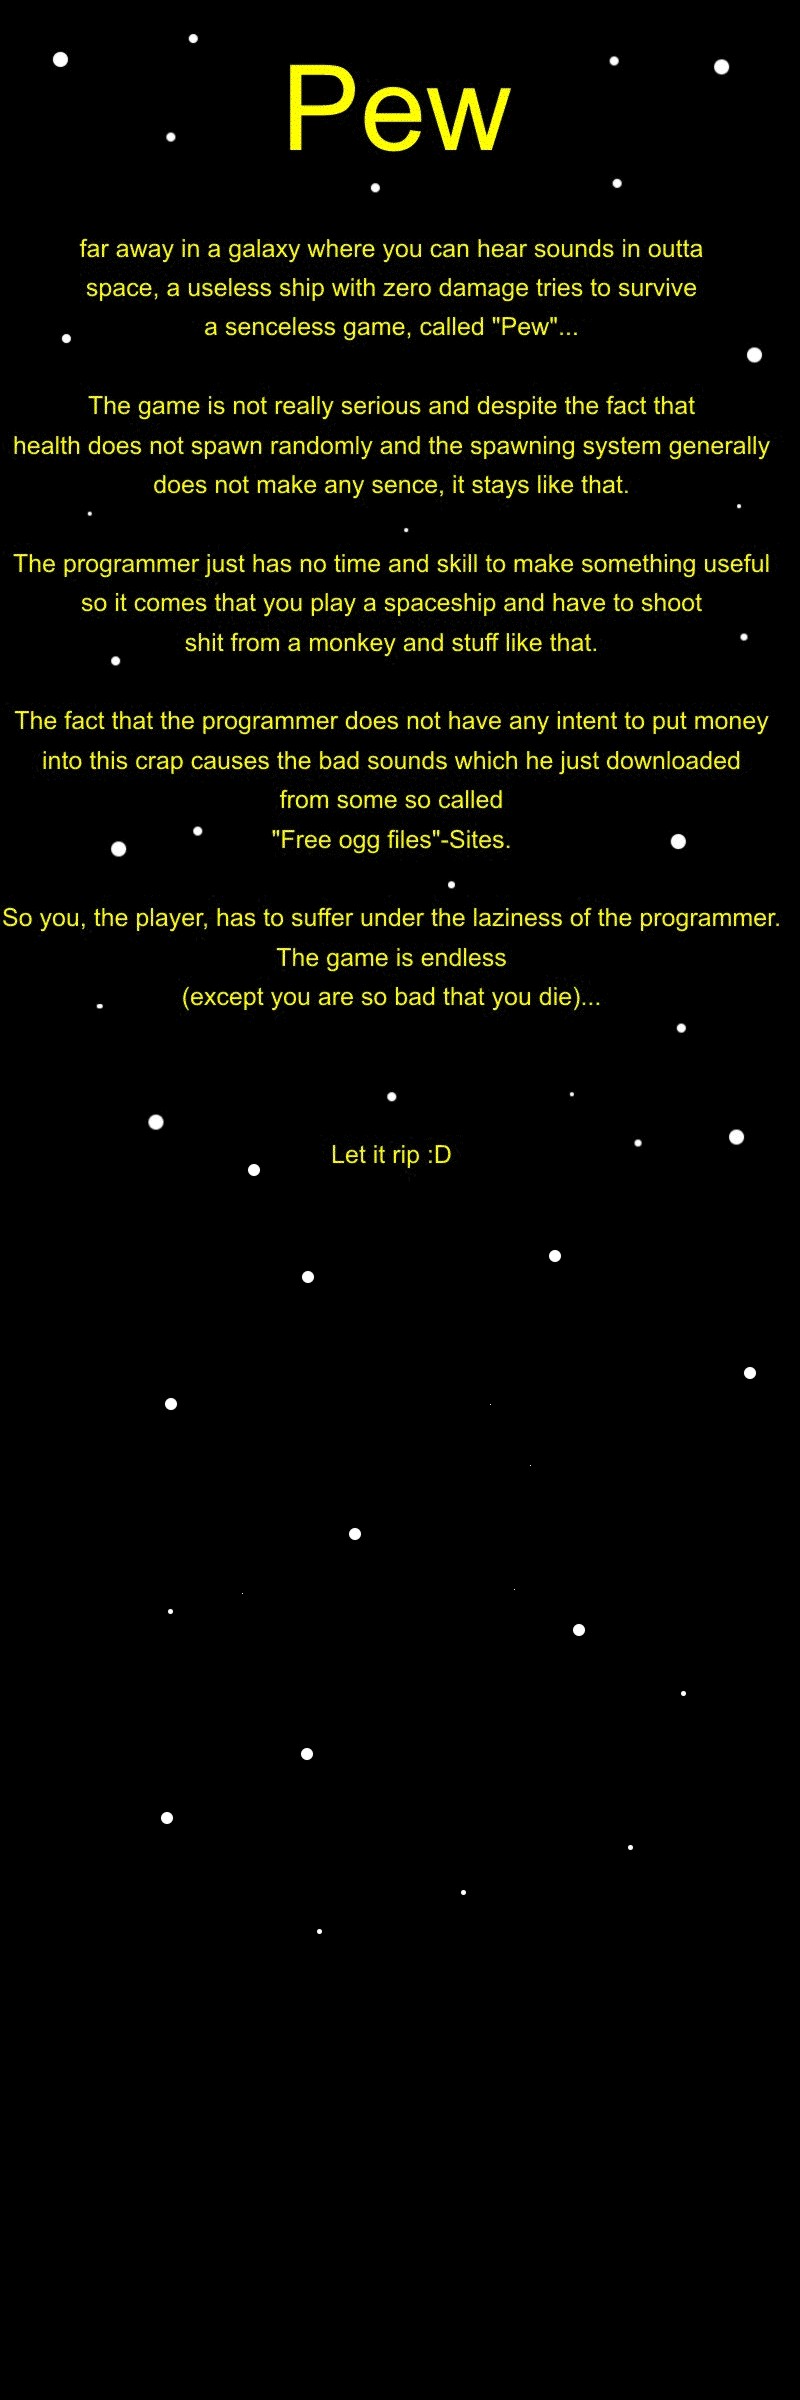 Pew
far away in a galaxy where you can hear sounds in outta
space, a useless ship with zero damage tries to survive
a senceless game, called "Pew"...
The game is not really serious and despite the fact that
health does not spawn randomly and the spawning system generally
does not make any sence, it stays like that.
The programmer just has no time and skill to make something useful
so it comes that you play a spaceship and have to shoot
shit from a monkey and stuff like that.
The fact that the programmer does not have any intent to put money
into this crap causes the bad sounds which he just downloaded
from some so called
"Free ogg files"-Sites.
So you, the player, has to suffer under the laziness of the programmer.
The game is endless
(except you are so bad that you die)...
Let it rip :D